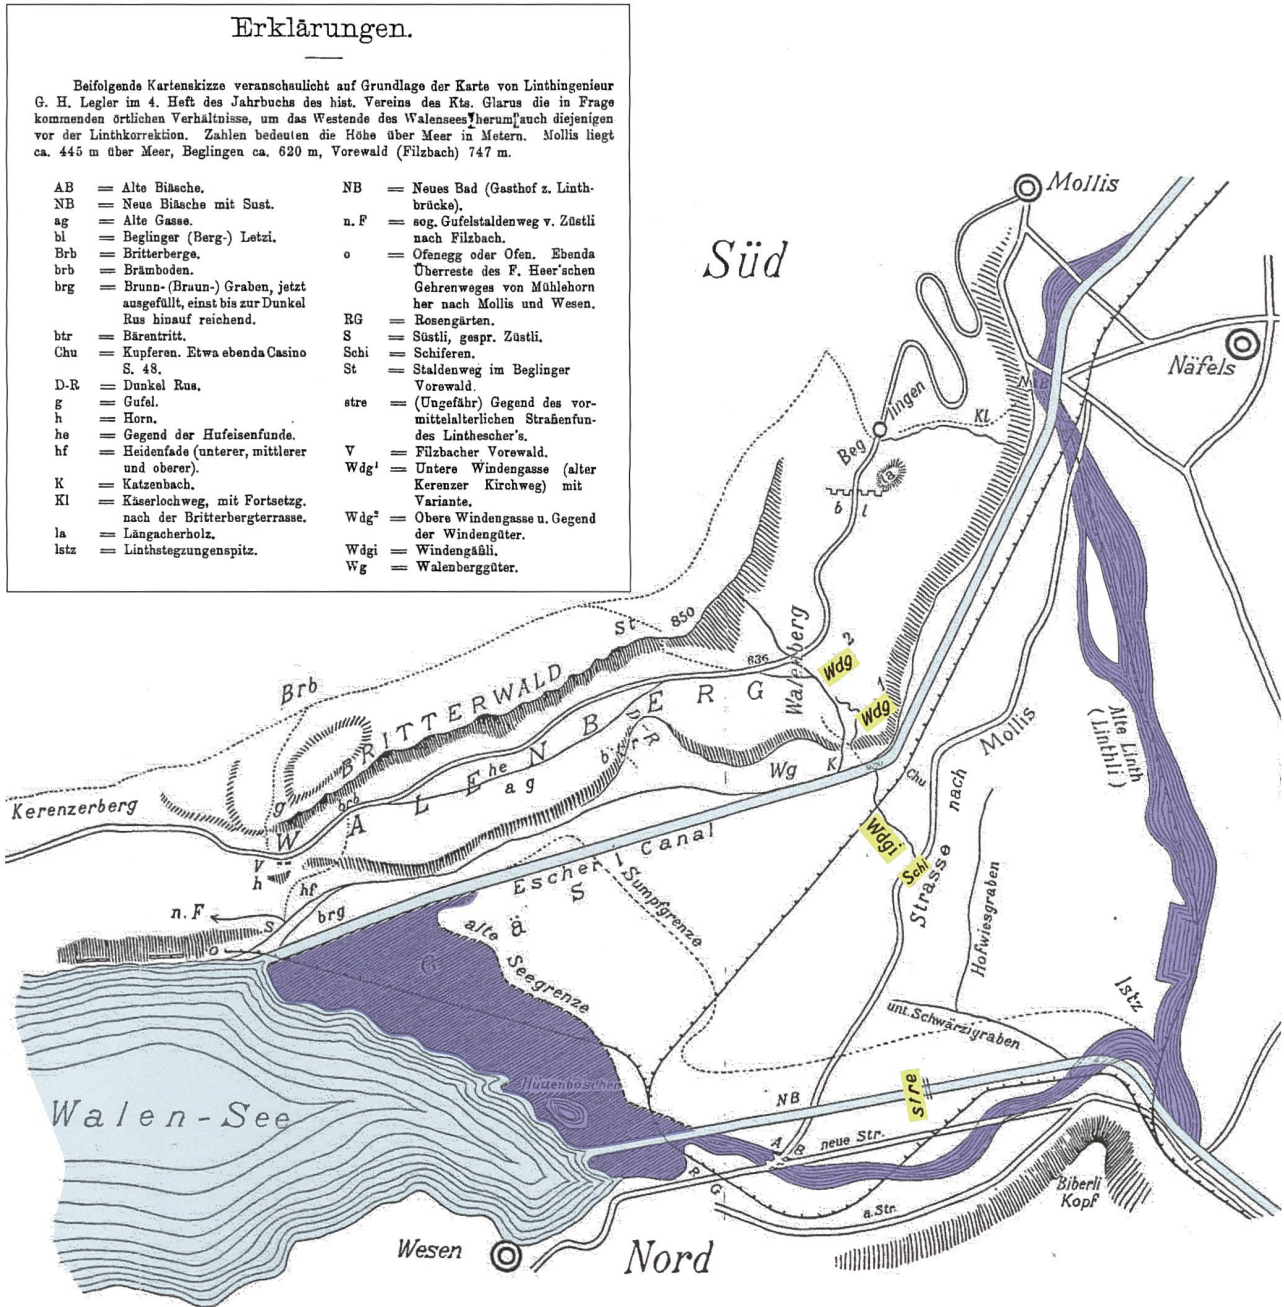 Erklärungen.
Beifolgende Kartenskizze veranschaulicht auf Grundlage der Karte von Linthingenieur
G. H. Legler im 4. Heft des Jahrbuchs des hist. Vereins des Kts. Glarus die in Frage
kommenden örtlichen Verhältnisse, um das Westende des Walensees herum auch diejenigen
vor der Linthkorrektion. Zahlen bedeuten die Höhe über Meer in Metern. Mollis liegt
ca. 445 m über Meer, Beglingen ca. 620 m, Vorewald (Filzbach) 747 m.
AB = Alte Biäsche.
NB = Neue Biäsche mit Sust.
ag = Alte Gasse.
bl = Beglinger (Berg-) Letzi.
Brb = Britterberge.
brb = Brämboden.
brg = Brunn- (Braun-) Graben, jetzt
ausgefüllt, einst bis zur Dunkel
Rus hinauf reichend.
btr = Bärentritt.
Chu = Kupferen. Etwa ebenda Casino
S. 48.
D-R = Dunkel Rus.
g = Gufel.
h = Horn.
he = Gegend der Hufeisenfunde.
hf = Heidenfade (unterer, mittlerer
und oberer).
K = Katzenbach.
Kl = Käserlochweg, mit Fortsetzg.
nach der Britterbergterrasse.
la = Längacherholz.
lstz = Linthstegzungenspitz.
NB = Neues Bad (Gasthof z. Linth-
brücke).
n. F = sog. Gufelstaldenweg v. Züstli
nach Filzbach.
o = Ofenegg oder Ofen. Ebenda
Überreste des F. Heer'schen
Gehrenweges von Mühlehorn
her nach Mollis und Wesen.
RG = Rosengärten.
S = Süstli, gespr. Züstli.
Schi = Schiferen.
St = Staldenweg im Beglinger
Vorewald.
stre = (Ungefähr) Gegend des vor-
mittelalterlichen Straßenfun-
des Linthescher's.
V = Filzbacher Vorewald.
Wdg¹ = Untere Windengasse (alter
Kerenzer Kirchweg) mit
Variante.
Wdg² = Obere Windengasse u. Gegend
der Windengüter.
Wdgi = Windengäßli.
Wg = Walenberggüter.
Mollis
Süd
Näfels
NB
Kl
Beglingen
la
b l
St
850
Walenberg
636
2
Wdg
1
Wdg
Brb
BRITTERWALD
WALENBERG
D-R
btr
he
ag
Wg
K
Chu
Mollis
nach
Strasse
Alte Linth
(Linthli)
Kerenzerberg
g
brb
V
h
hf
n. F
S
brg
o
Escher Canal
S
ä
Sumpfgrenze
Wdgi
Schi
Hofwiesgraben
alte
Seegrenze
G
lstz
unt. Schwärzigraben
Hüttenböschen
NB
stre
Walen-See
A B
neue Str.
R G
a. Str.
Biberli
Kopf
Wesen
Nord